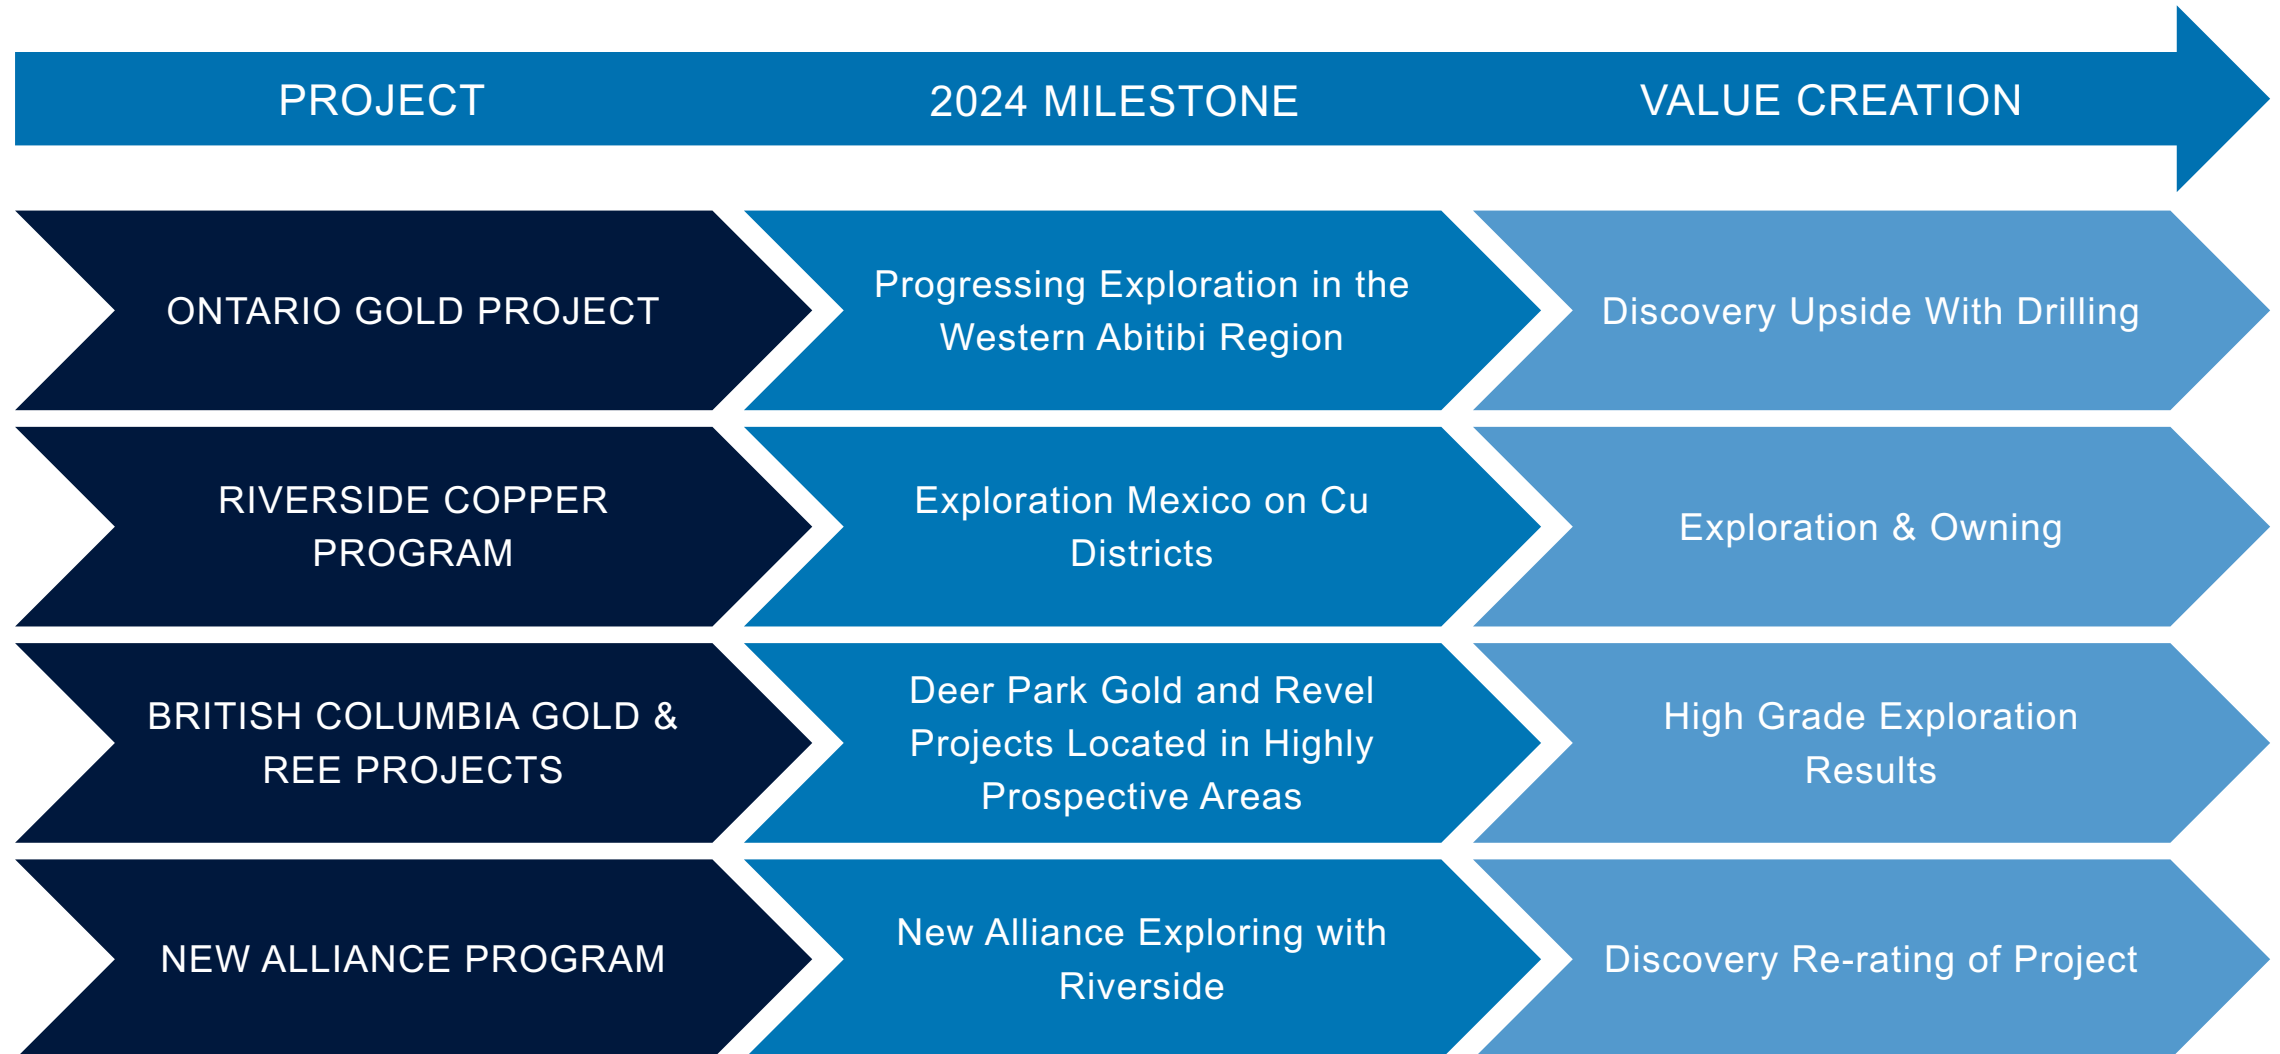 PROJECT
2024 MILESTONE
VALUE CREATION
ONTARIO GOLD PROJECT
Progressing Exploration in the
Western Abitibi Region
Discovery Upside With Drilling
RIVERSIDE COPPER
PROGRAM
Exploration Mexico on Cu
Districts
Exploration & Owning
BRITISH COLUMBIA GOLD &
REE PROJECTS
Deer Park Gold and Revel
Projects Located in Highly
Prospective Areas
High Grade Exploration
Results
NEW ALLIANCE PROGRAM
New Alliance Exploring with
Riverside
Discovery Re-rating of Project